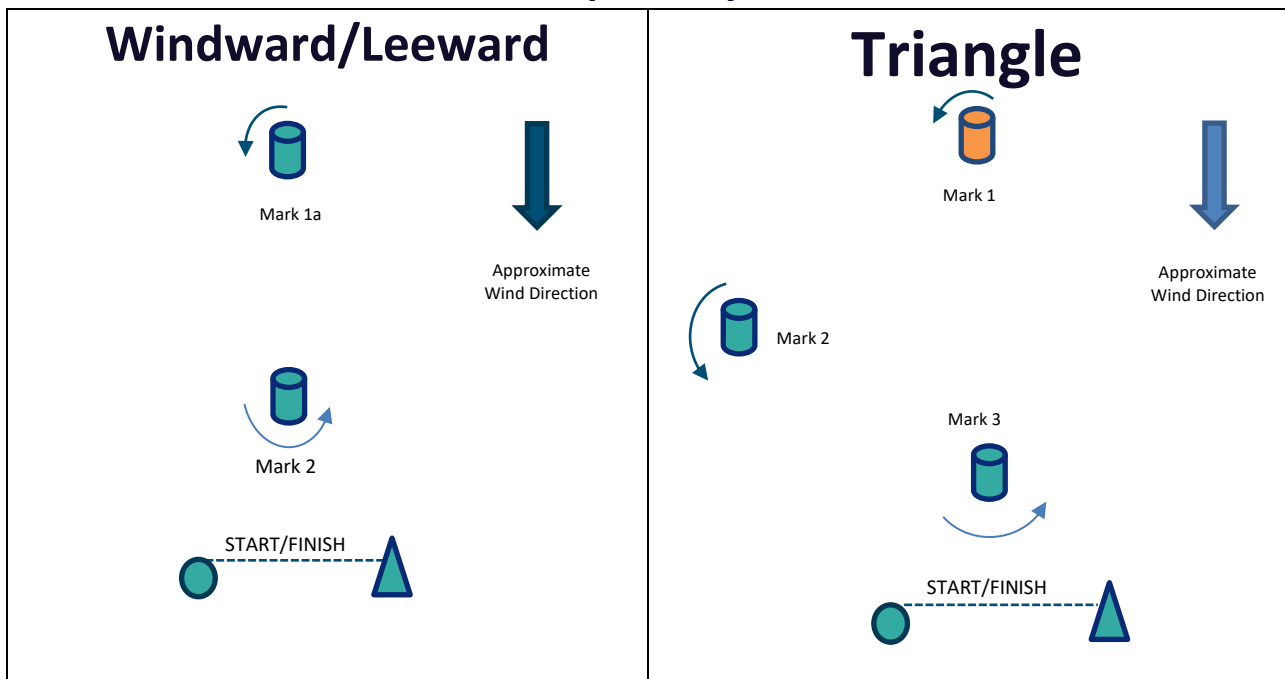 Windward/Leeward
Mark 1a
Approximate
Wind Direction
Mark 2
START/FINISH
Triangle
Mark 1
Approximate
Wind Direction
Mark 2
Mark 3
START/FINISH